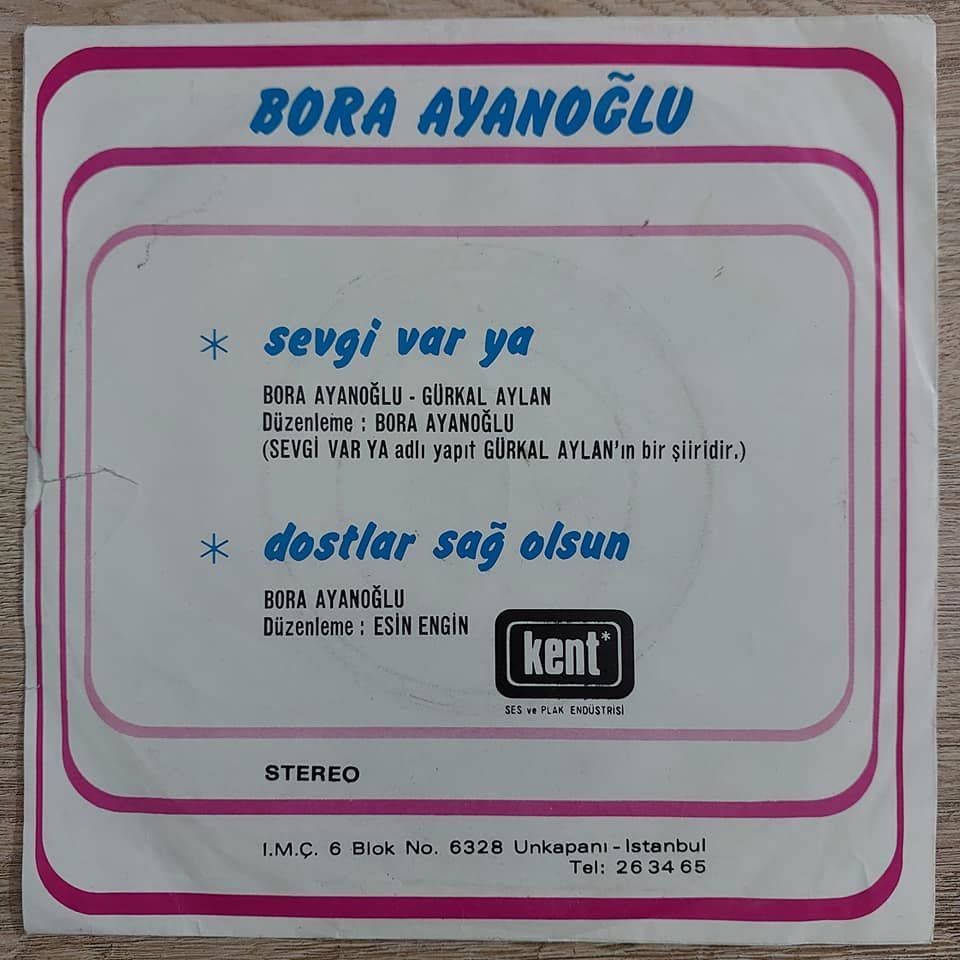 BORA AYANOĞLU
* sevgi var ya
BORA AYANOĞLU - GÜRKAL AYLAN
Düzenleme : BORA AYANOĞLU
(SEVGİ VAR YA adlı yapıt GÜRKAL AYLAN'ın bir şiiridir.)
* dostlar sağ olsun
BORA AYANOĞLU
Düzenleme : ESİN ENGİN
kent*
SES ve PLAK ENDÜSTRİSİ
STEREO
I.M.Ç. 6 Blok No. 6328 Unkapanı - Istanbul
Tel: 26 34 65